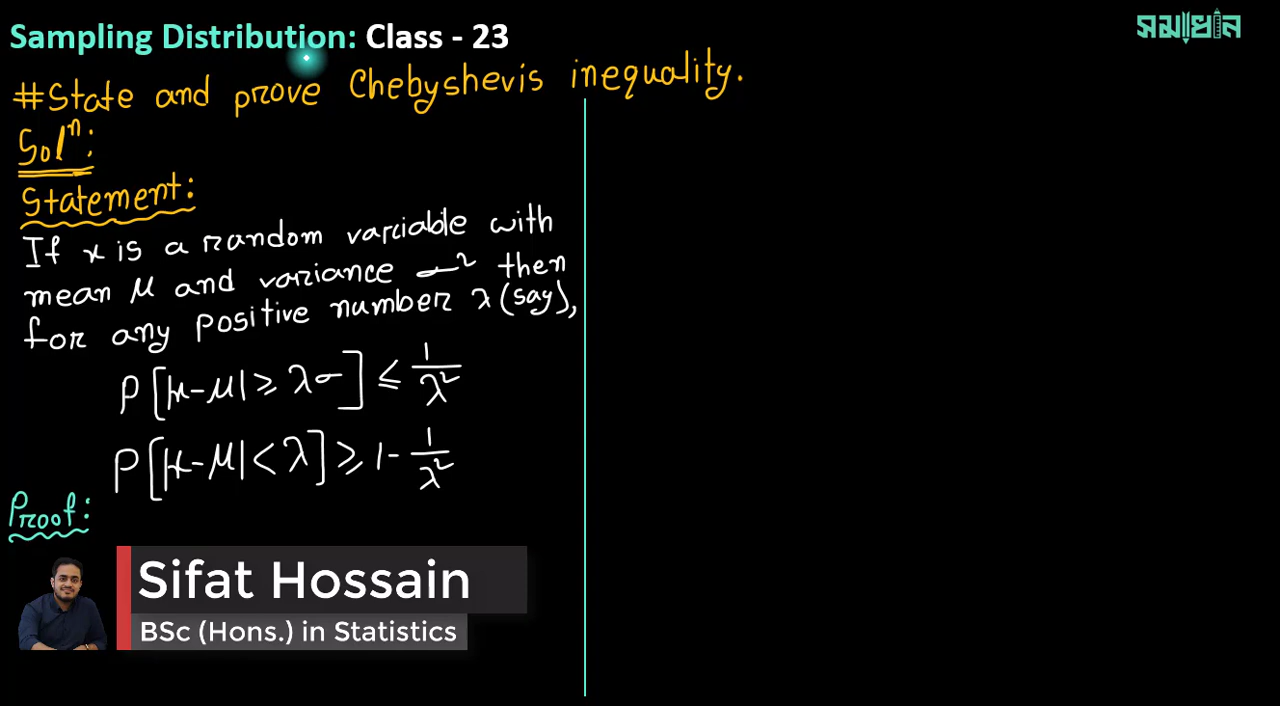 Sampling Distribution: Class - 23
সমাধান
#State and prove Chebyshevis inequality.
Solⁿ:
Statement:
If x is a random variable with
mean μ and variance σ² then
for any positive number λ (say),
P[|x-μ| ≥ λσ] ≤ 1/λ²
P[|x-μ| < λ] ≥ 1 - 1/λ²
Proof:
Sifat Hossain
BSc (Hons.) in Statistics